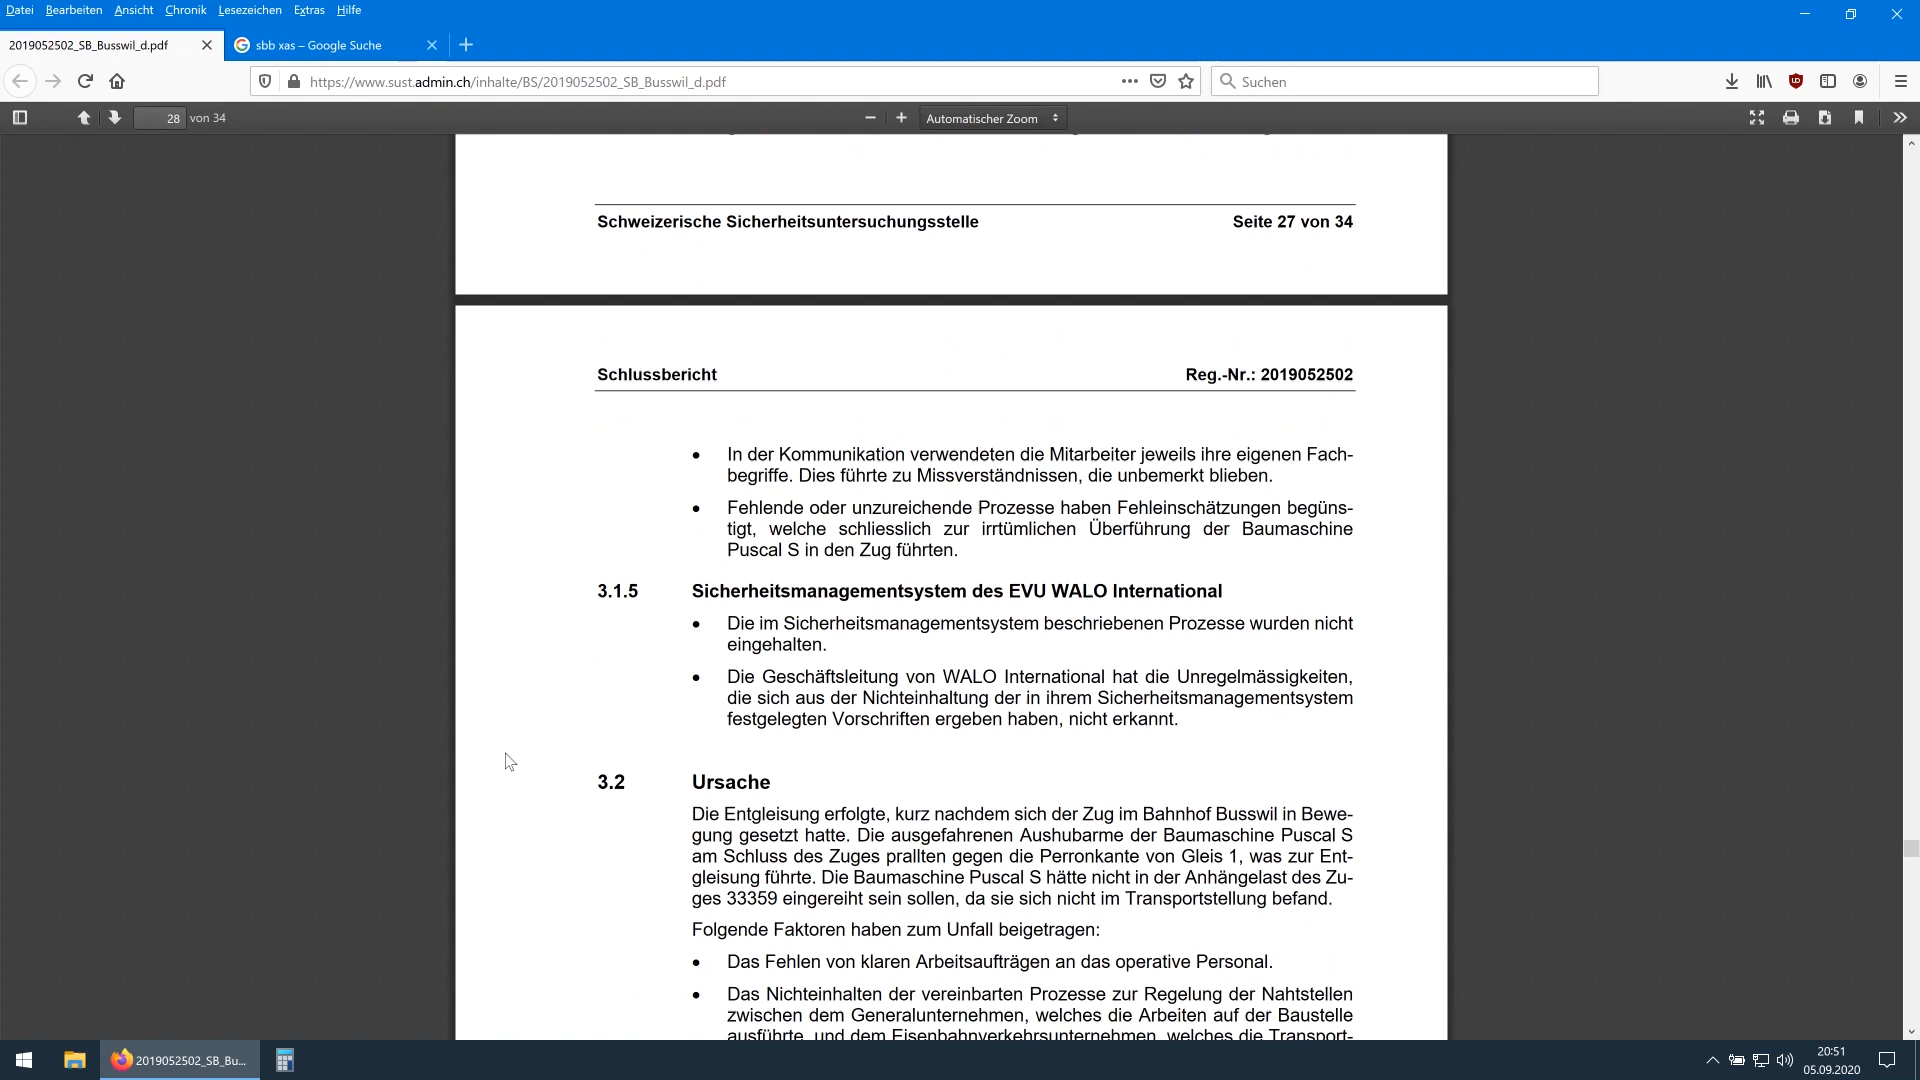 Datei Bearbeiten Ansicht Chronik Lesezeichen Extras Hilfe
2019052502_SB_Busswil_d.pdf
sbb xas – Google Suche
https://www.sust.admin.ch/inhalte/BS/2019052502_SB_Busswil_d.pdf
Suchen
28 von 34
Automatischer Zoom
Schweizerische Sicherheitsuntersuchungsstelle Seite 27 von 34
Schlussbericht Reg.-Nr.: 2019052502
• In der Kommunikation verwendeten die Mitarbeiter jeweils ihre eigenen Fach-
begriffe. Dies führte zu Missverständnissen, die unbemerkt blieben.
• Fehlende oder unzureichende Prozesse haben Fehleinschätzungen begüns-
tigt, welche schliesslich zur irrtümlichen Überführung der Baumaschine
Puscal S in den Zug führten.
3.1.5 Sicherheitsmanagementsystem des EVU WALO International
• Die im Sicherheitsmanagementsystem beschriebenen Prozesse wurden nicht
eingehalten.
• Die Geschäftsleitung von WALO International hat die Unregelmässigkeiten,
die sich aus der Nichteinhaltung der in ihrem Sicherheitsmanagementsystem
festgelegten Vorschriften ergeben haben, nicht erkannt.
3.2 Ursache
Die Entgleisung erfolgte, kurz nachdem sich der Zug im Bahnhof Busswil in Bewe-
gung gesetzt hatte. Die ausgefahrenen Aushubarme der Baumaschine Puscal S
am Schluss des Zuges prallten gegen die Perronkante von Gleis 1, was zur Ent-
gleisung führte. Die Baumaschine Puscal S hätte nicht in der Anhängelast des Zu-
ges 33359 eingereiht sein sollen, da sie sich nicht im Transportstellung befand.
Folgende Faktoren haben zum Unfall beigetragen:
• Das Fehlen von klaren Arbeitsaufträgen an das operative Personal.
• Das Nichteinhalten der vereinbarten Prozesse zur Regelung der Nahtstellen
zwischen dem Generalunternehmen, welches die Arbeiten auf der Baustelle
ausführte, und dem Eisenbahnverkehrsunternehmen, welches die Transport-
2019052502_SB_Bu...
20:51
05.09.2020